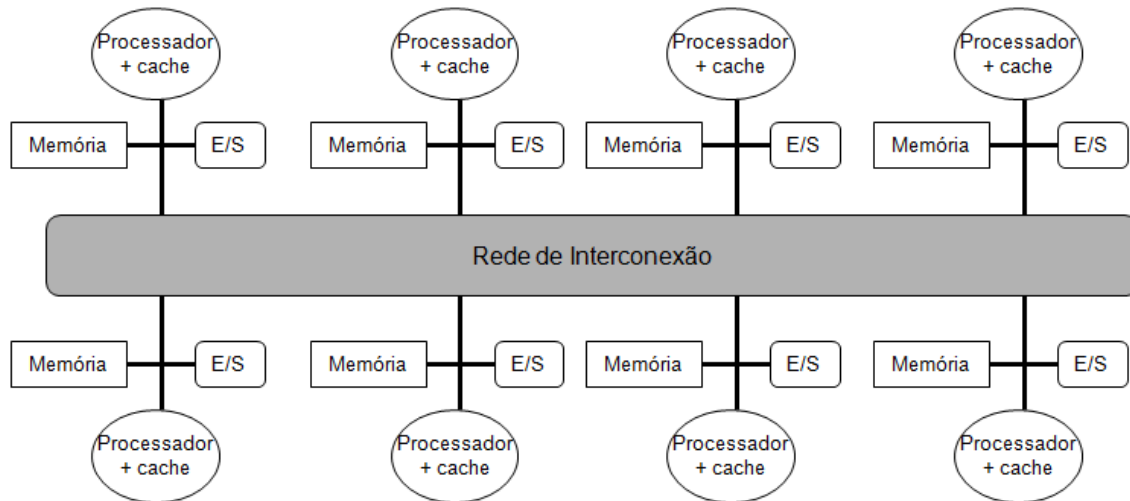 Processador
+ cache
Processador
+ cache
Processador
+ cache
Processador
+ cache
Memória
E/S
Memória
E/S
Memória
E/S
Memória
E/S
Rede de Interconexão
Memória
E/S
Memória
E/S
Memória
E/S
Memória
E/S
Processador
+ cache
Processador
+ cache
Processador
+ cache
Processador
+ cache